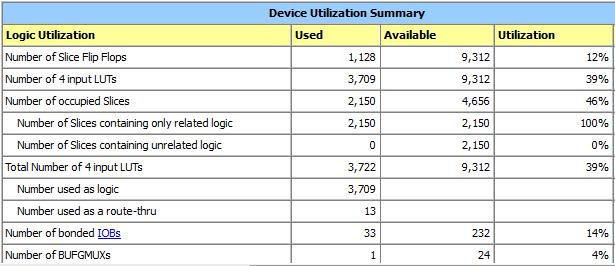 Device Utilization Summary
Logic Utilization Used Available Utilization
Number of Slice Flip Flops 1,128 9,312 12%
Number of 4 input LUTs 3,709 9,312 39%
Number of occupied Slices 2,150 4,656 46%
Number of Slices containing only related logic 2,150 2,150 100%
Number of Slices containing unrelated logic 0 2,150 0%
Total Number of 4 input LUTs 3,722 9,312 39%
Number used as logic 3,709
Number used as a route-thru 13
Number of bonded IOBs 33 232 14%
Number of BUFGMUXs 1 24 4%